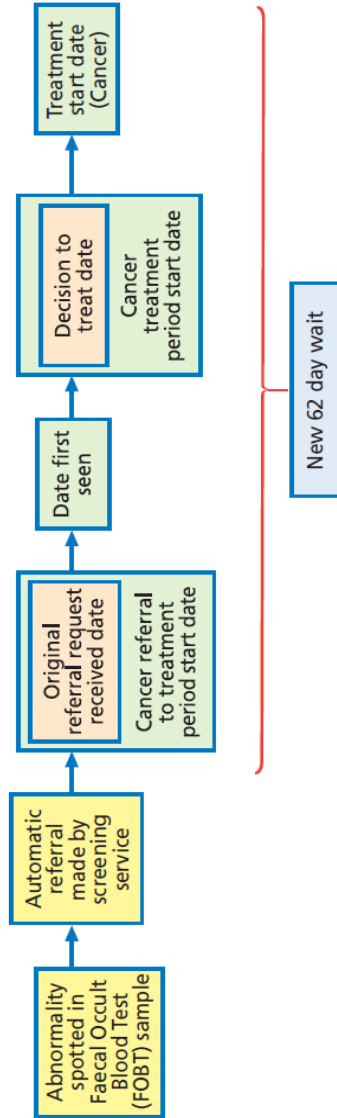 Abnormality
spotted in
Faecal Occult
Blood Test
(FOBT) sample
Automatic
referral
made by
screening
service
Original
referral request
received date
Cancer referral
to treatment
period start date
Date first
seen
Decision to
treat date
Cancer
treatment
period start date
Treatment
start date
(Cancer)
New 62 day wait